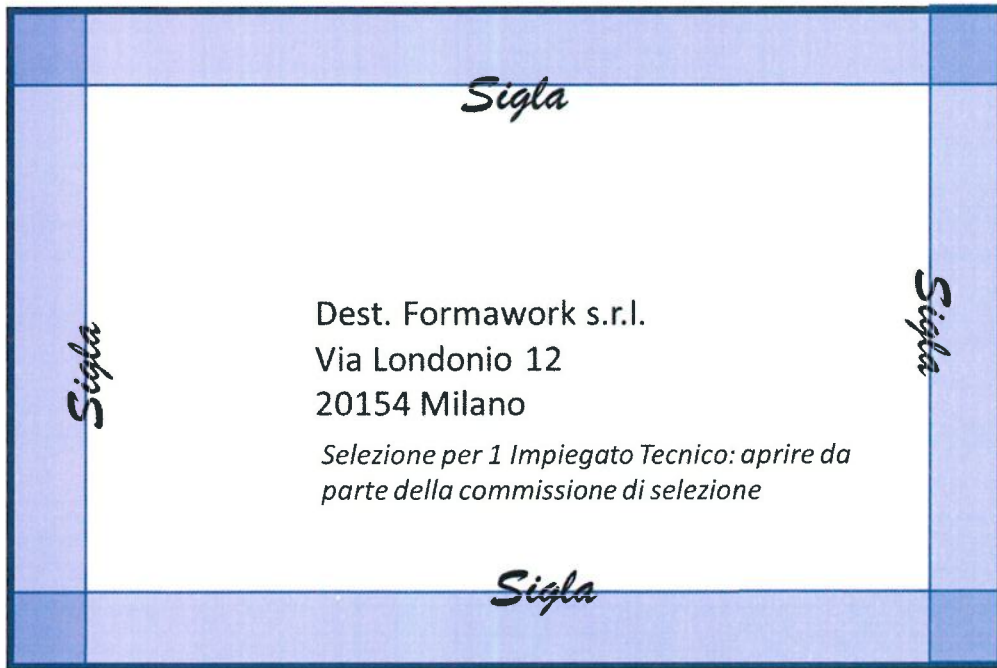 Sigla
Dest. Formawork s.r.l.
Via Londonio 12
20154 Milano
Selezione per 1 Impiegato Tecnico: aprire da
parte della commissione di selezione
Sigla
Sigla
Sigla